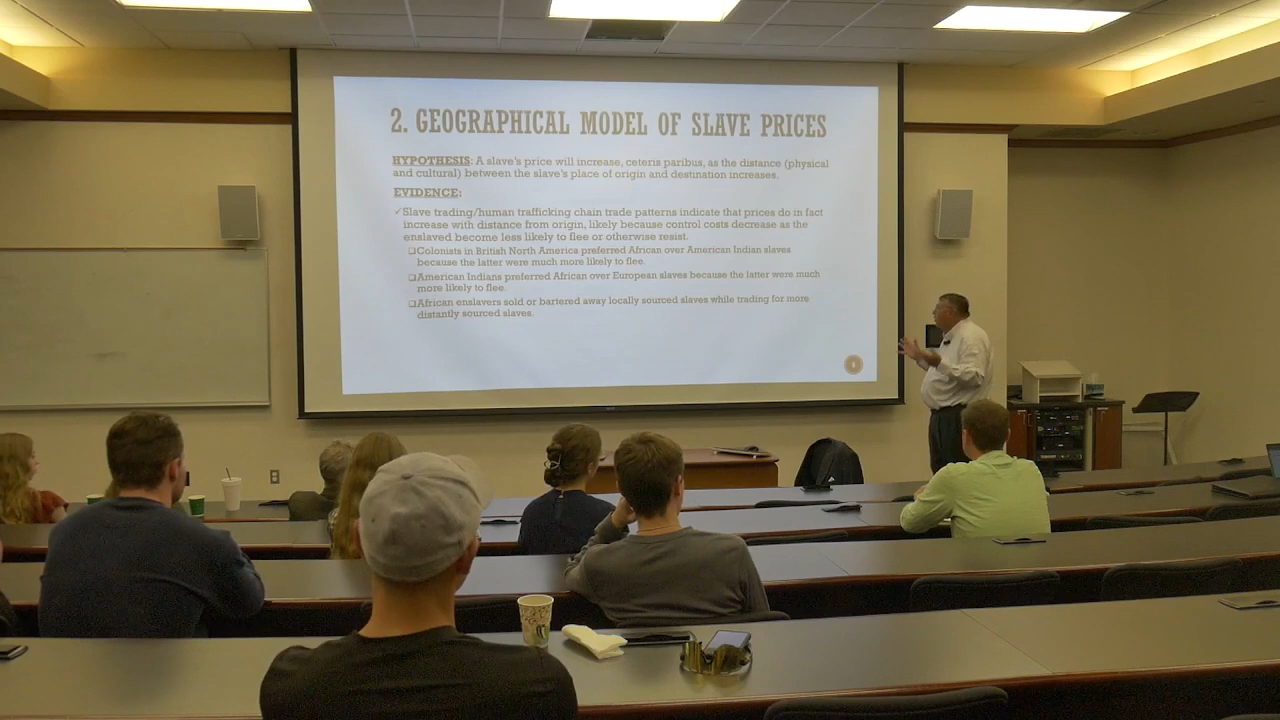 2. GEOGRAPHICAL MODEL OF SLAVE PRICES
HYPOTHESIS: A slave's price will increase, ceteris paribus, as the distance (physical
and cultural) between the slave's place of origin and destination increases.
EVIDENCE:
✓Slave trading/human trafficking chain trade patterns indicate that prices do in fact
increase with distance from origin, likely because control costs decrease as the
enslaved become less likely to flee or otherwise resist.
❑Colonists in British North America preferred African over American Indian slaves
because the latter were much more likely to flee.
❑American Indians preferred African over European slaves because the latter were much
more likely to flee.
❑African enslavers sold or bartered away locally sourced slaves while trading for more
distantly sourced slaves.